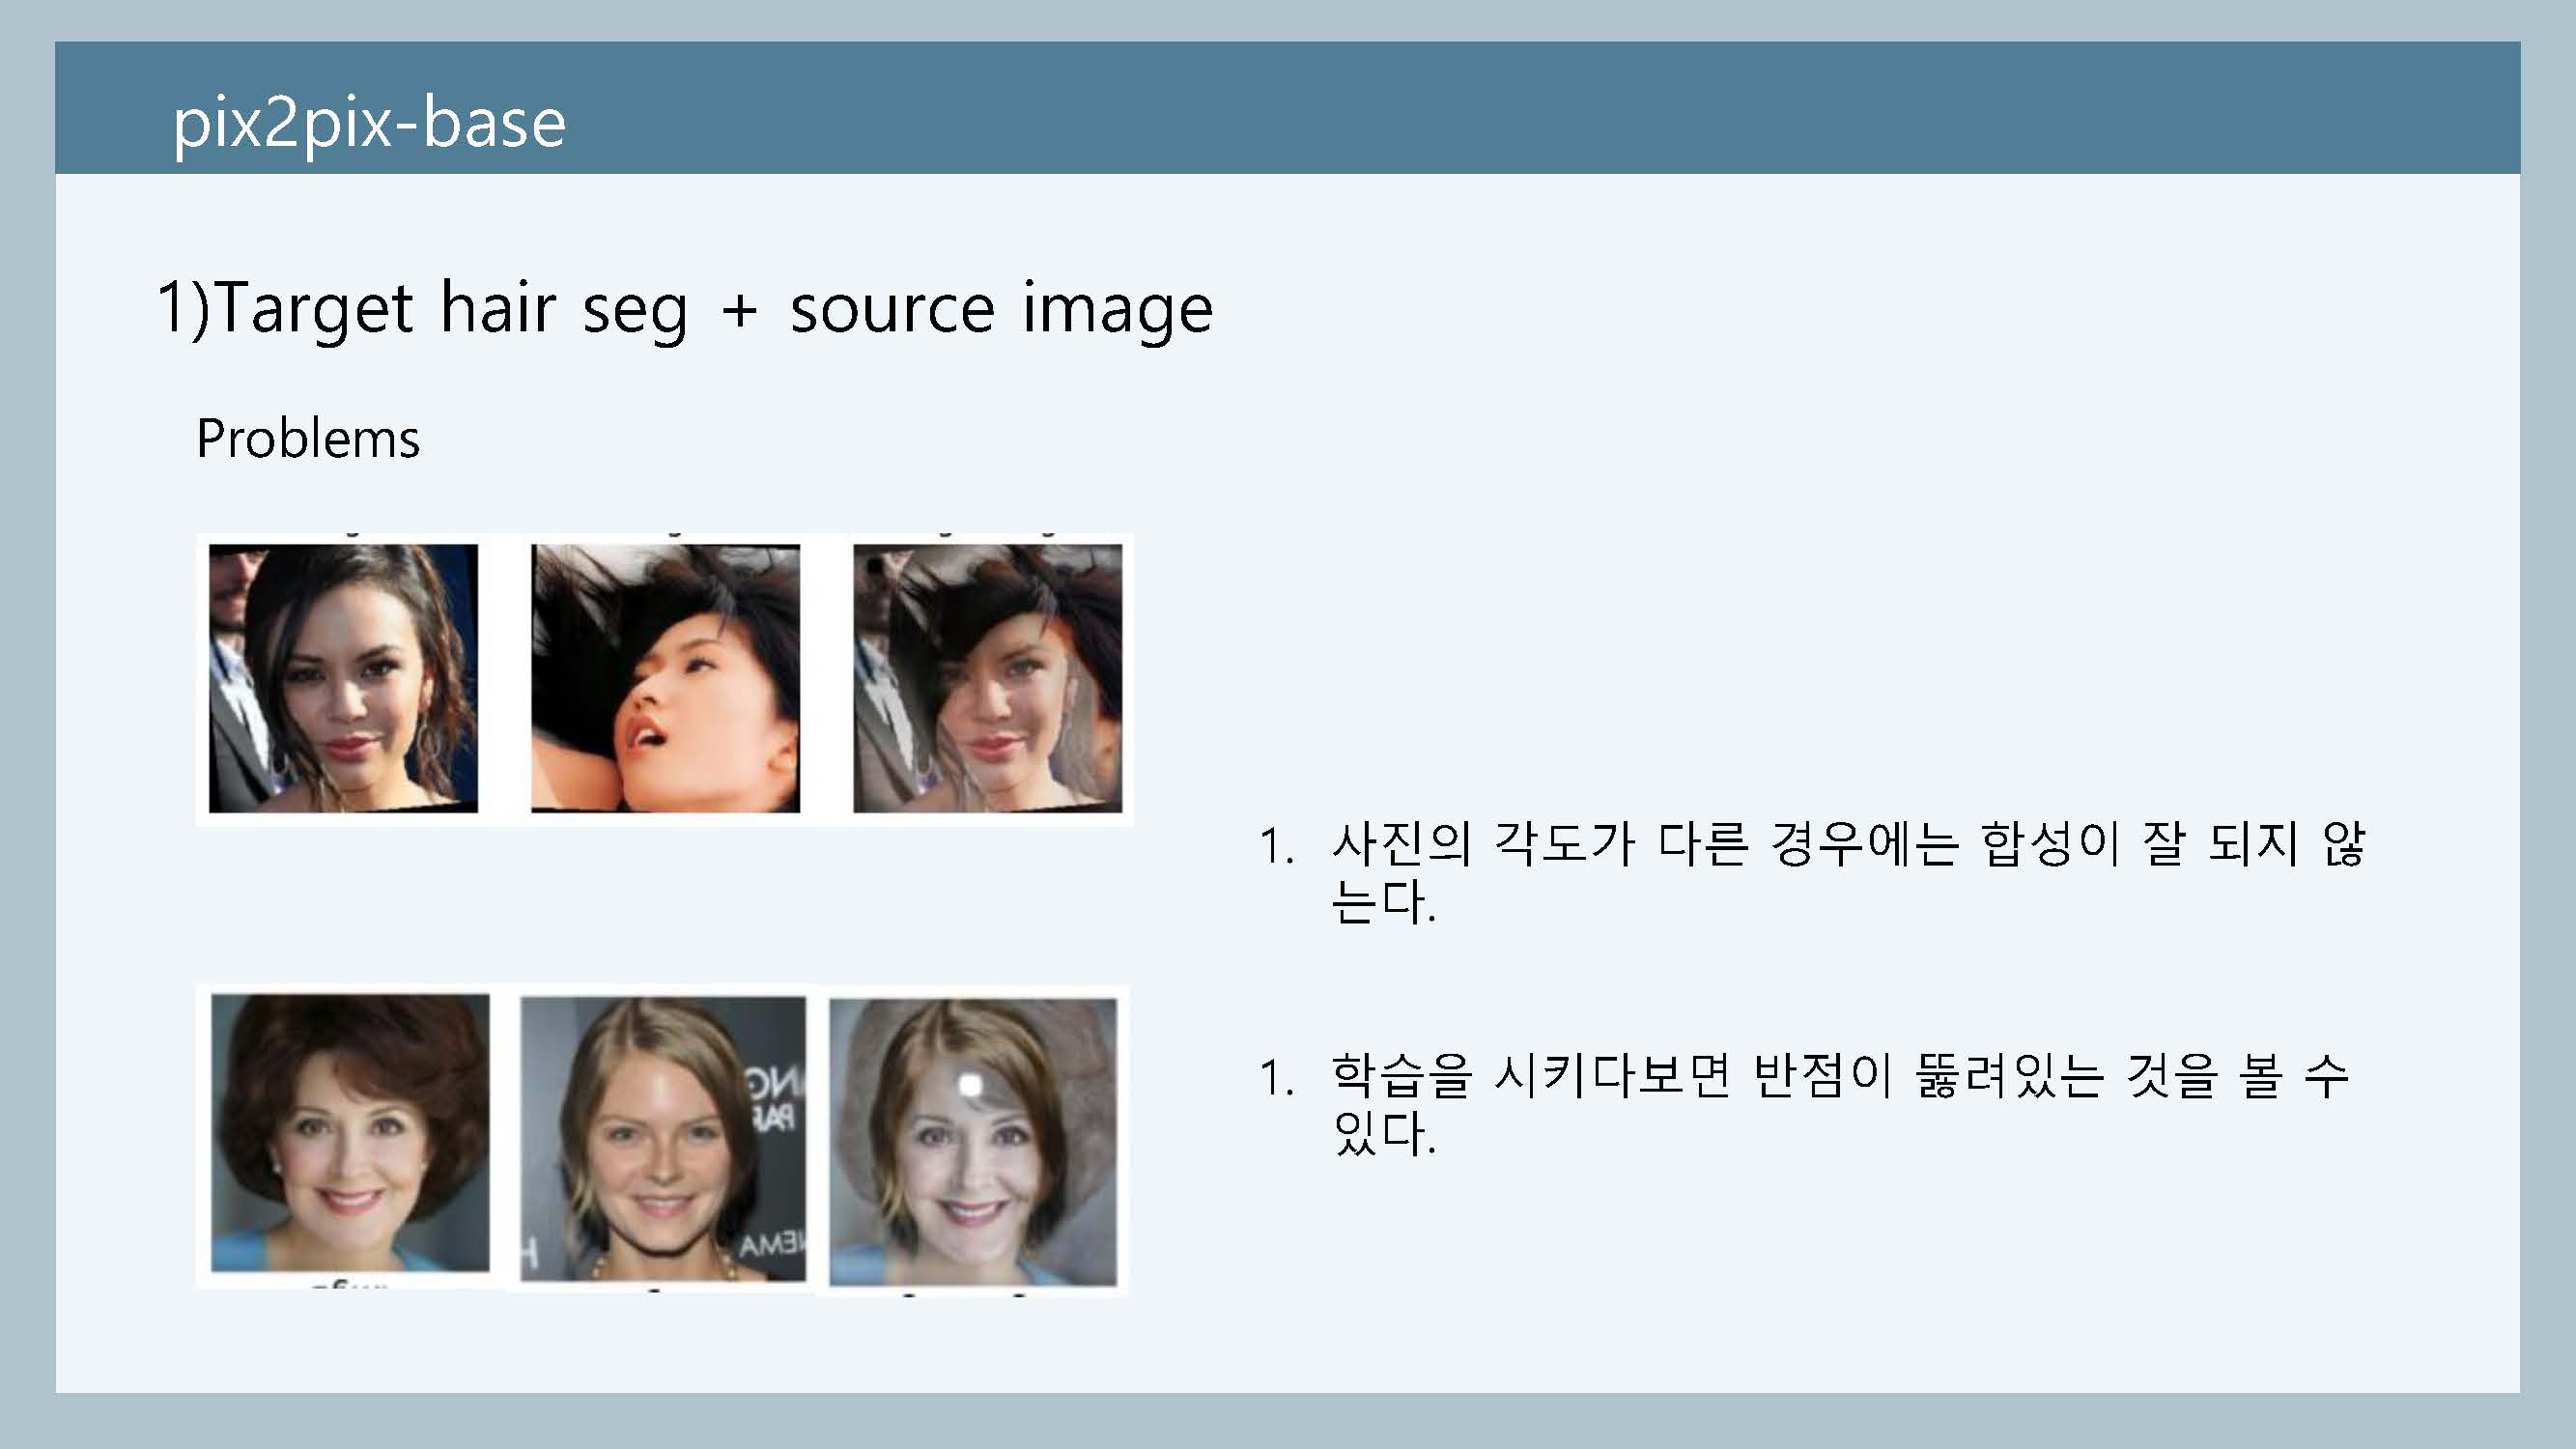 pix2pix-base
1)Target hair seg + source image
Problems
1. 사진의 각도가 다른 경우에는 합성이 잘 되지 않
는다.
1. 학습을 시키다보면 반점이 뚫려있는 것을 볼 수
있다.